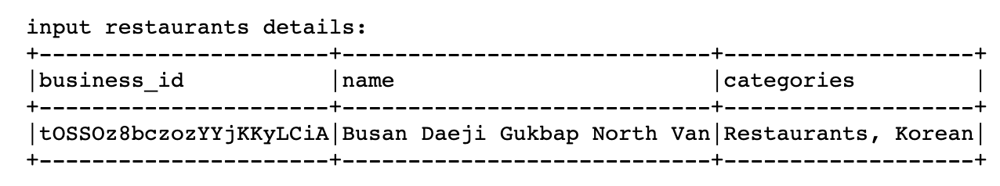 input restaurants details:
+----------------------+----------------------------+-------------------+
|business_id           |name                        |categories         |
+----------------------+----------------------------+-------------------+
|tOSSOz8bczozYYjKKyLCiA|Busan Daeji Gukbap North Van|Restaurants, Korean|
+----------------------+----------------------------+-------------------+